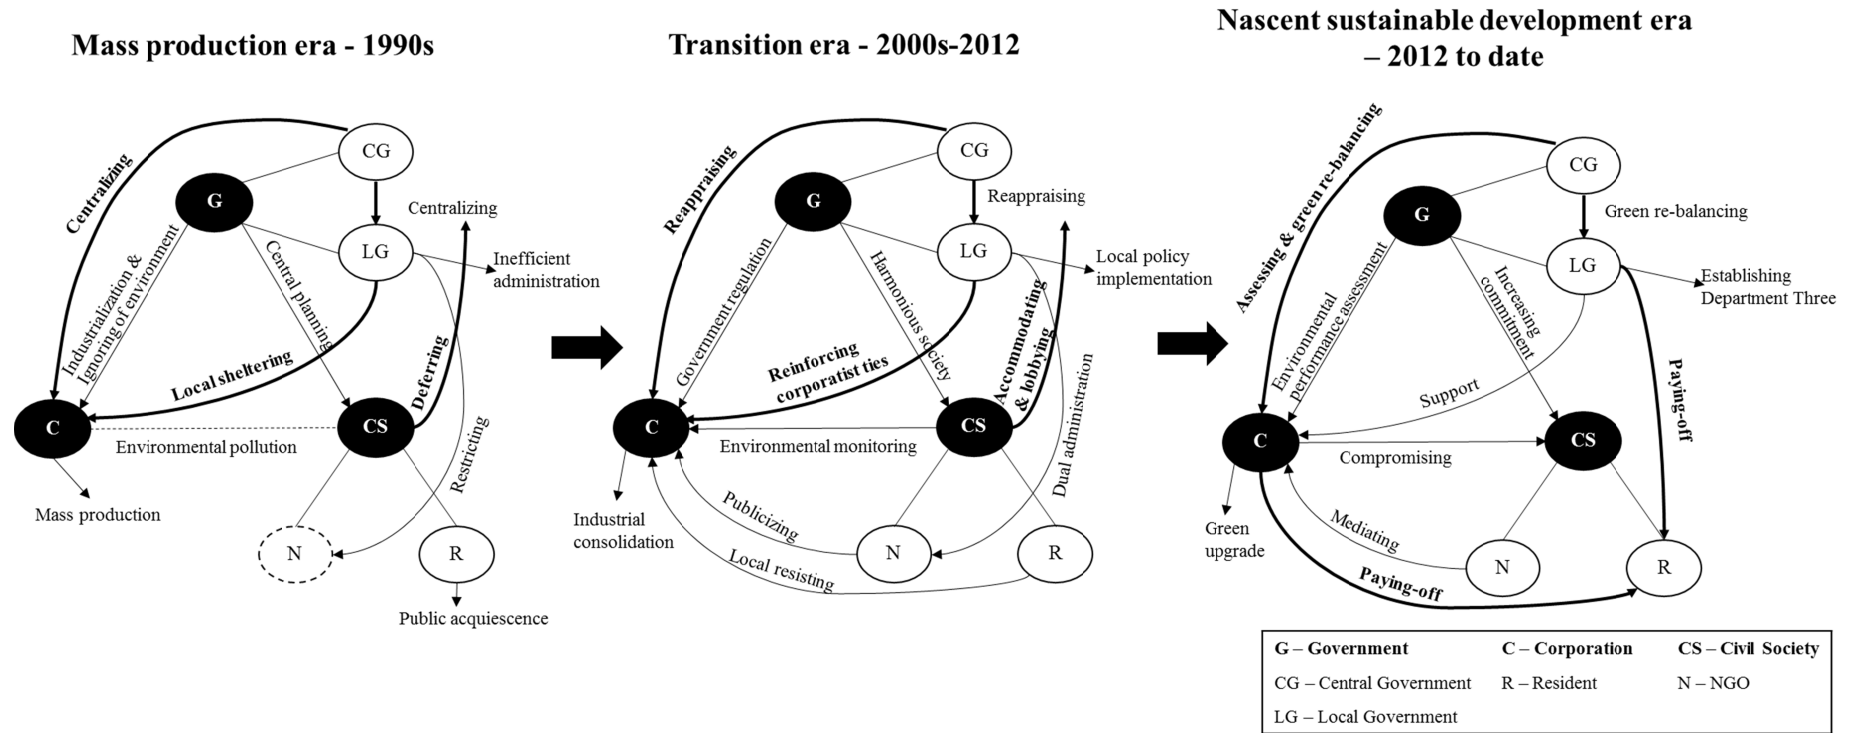 Mass production era - 1990s
CG
G
LG
C
CS
N
R
Centralizing
Centralizing
Inefficient
administration
Industrialization &
Ignoring of environment
Central planning
Local sheltering
Deferring
Restricting
Environmental pollution
Mass production
Public acquiescence
Transition era - 2000s-2012
CG
G
LG
C
CS
N
R
Reappraising
Reappraising
Local policy
implementation
Government regulation
Harmonious society
Reinforcing
corporatist ties
Accommodating
& lobbying
Dual administration
Environmental monitoring
Publicizing
Local resisting
Industrial
consolidation
Nascent sustainable development era
– 2012 to date
CG
G
LG
C
CS
N
R
Assessing & green re-balancing
Green re-balancing
Establishing
Department Three
Environmental
performance assessment
Increasing
commitment
Support
Paying-off
Compromising
Mediating
Paying-off
Green
upgrade
G – Government
C – Corporation
CS – Civil Society
CG – Central Government
R – Resident
N – NGO
LG – Local Government